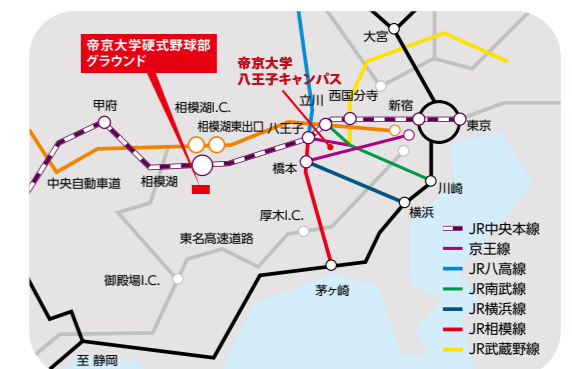 大宮
帝京大学硬式野球部
グラウンド
帝京大学
八王子キャンパス
立川
西国分寺
新宿
東京
甲府
相模湖I.C.
相模湖東出口
八王子
中央自動車道
相模湖
橋本
川崎
横浜
厚木I.C.
東名高速道路
御殿場I.C.
茅ヶ崎
至 静岡
JR中央本線
京王線
JR八高線
JR南武線
JR横浜線
JR相模線
JR武蔵野線